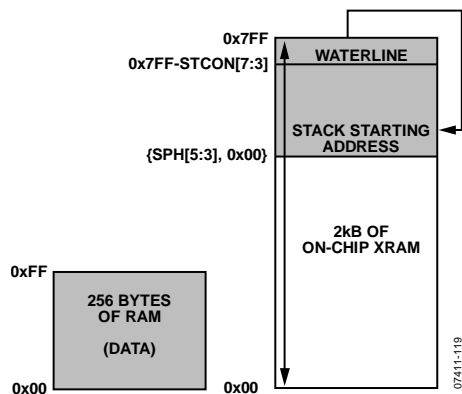 0x7FF
WATERLINE
0x7FF-STCON[7:3]
STACK STARTING
ADDRESS
{SPH[5:3], 0x00}
2kB OF
ON-CHIP XRAM
0xFF
256 BYTES
OF RAM
(DATA)
0x00
0x00
07411-119